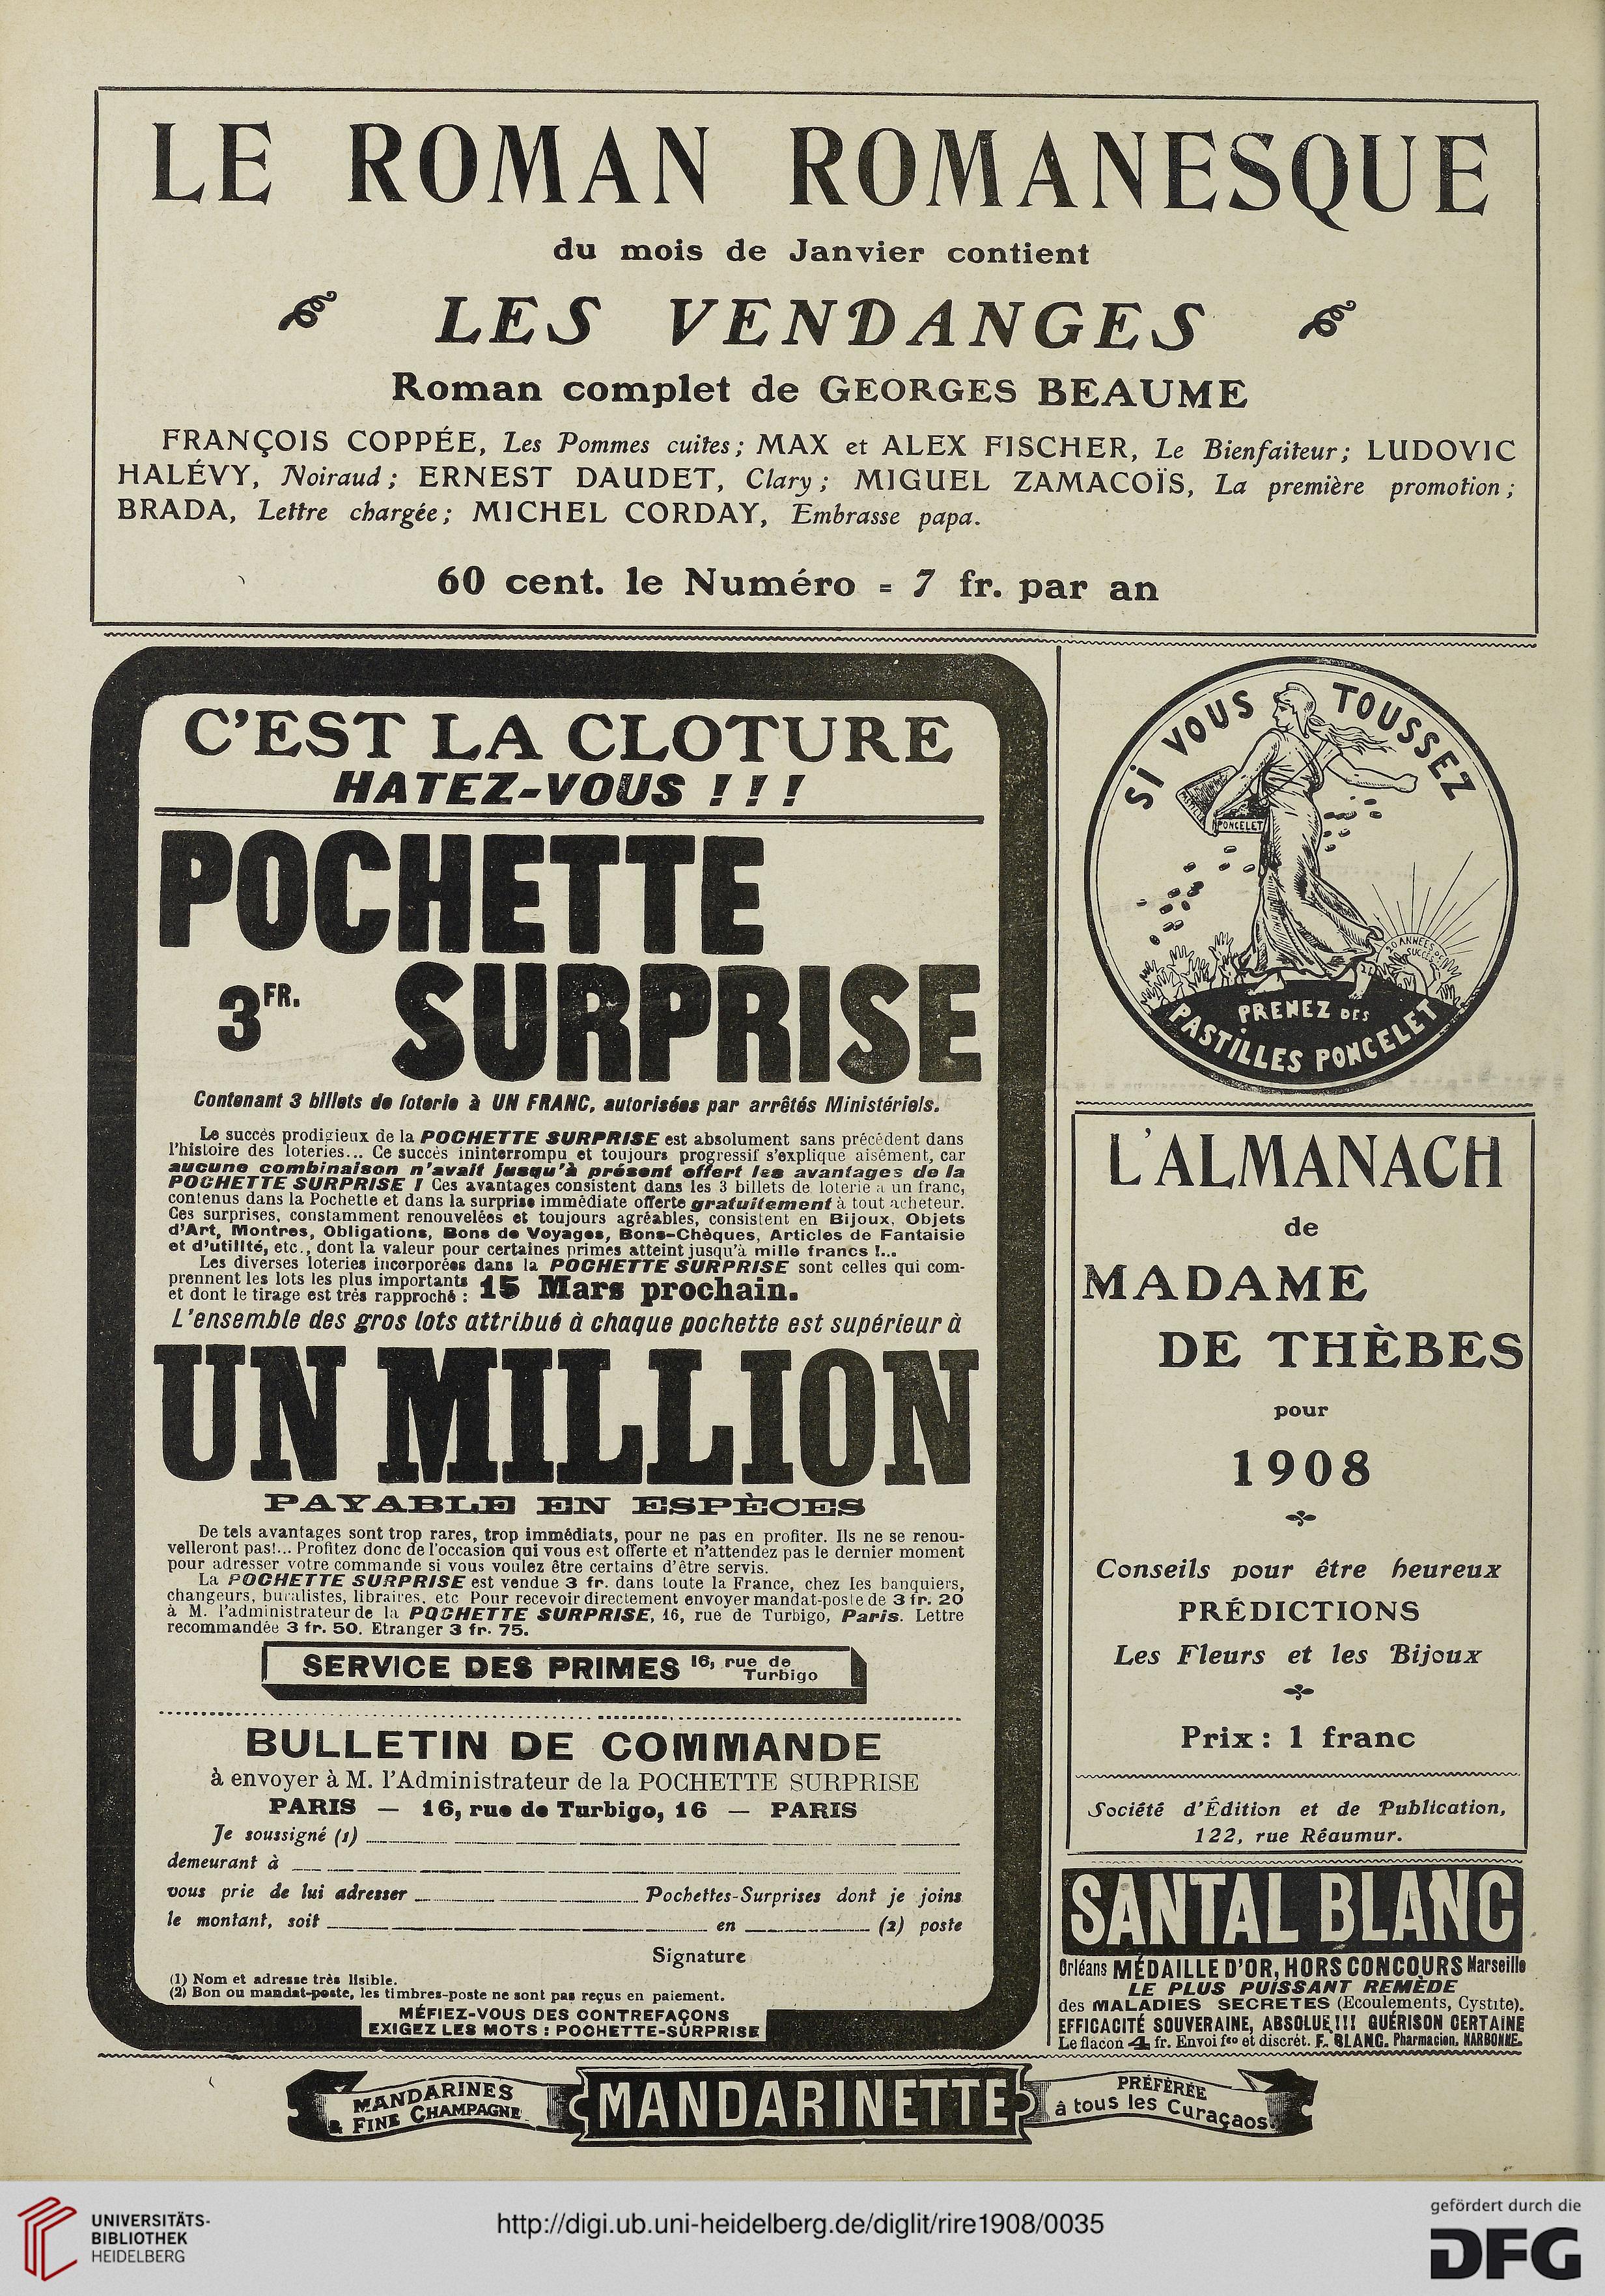 LE ROMAN ROMANESQUE
du mois de Janvier contient
LES VENDANGES
Roman complet de GEORGES BEAUME
FRANÇOIS COPPÉE, Les Pommes cuites; MAX et ALEX FISCHER, Le Bienfaiteur; LUDOVIC
HALÉVY, Noiraud; ERNEST DAUDET, Clary; MIGUEL ZAMACOÏS, La première promotion;
BRADA, Lettre chargée; MICHEL CORDAY, Embrasse papa.
60 cent. le Numéro = 7 fr. par an
C'EST LA CLOTURE
HATEZ-VOUS !!!
POCHETTE
3 FR. SURPRISE
Contenant 3 billets de loterie à UN FRANC, autorisées par arrêtés Ministériels.
Le succès prodigieux de la POCHETTE SURPRISE est absolument sans précédent dans
l'histoire des loteries... Ce succès ininterrompu et toujours progressif s'explique aisément, car
aucune combinaison n'avait jusqu'à présent offert les avantages de la
POCHETTE SURPRISE ! Ces avantages consistent dans les 3 billets de loterie à un franc,
contenus dans la Pochette et dans la surprise immédiate offerte gratuitement à tout acheteur.
Ces surprises, constamment renouvelées et toujours agréables, consistent en Bijoux, Objets
d'Art, Montres, Obligations, Bons de Voyages, Bons-Chèques, Articles de Fantaisie
et d'utilité, etc., dont la valeur pour certaines primes atteint jusqu'à mille francs !...
Les diverses loteries incorporées dans la POCHETTE SURPRISE sont celles qui com-
prennent les lots les plus importants
et dont le tirage est très rapproché : 15 Mars prochain.
L'ensemble des gros lots attribué à chaque pochette est supérieur à
UN MILLION
PAYABLE EN ESPÈCES
De tels avantages sont trop rares, trop immédiats, pour ne pas en profiter. Ils ne se renou-
velleront pas!... Profitez donc de l'occasion qui vous est offerte et n'attendez pas le dernier moment
pour adresser votre commande si vous voulez être certains d'être servis.
La POCHETTE SURPRISE est vendue 3 fr. dans toute la France, chez les banquiers,
changeurs, buralistes, libraires, etc Pour recevoir directement envoyer mandat-poste de 3 fr. 20
à M. l'administrateur de la POCHETTE SURPRISE, 16, rue de Turbigo, Paris. Lettre
recommandée 3 fr. 50. Etranger 3 fr. 75.
SERVICE DES PRIMES 16, rue de Turbigo
BULLETIN DE COMMANDE
à envoyer à M. l'Administrateur de la POCHETTE SURPRISE
PARIS — 16, rue de Turbigo, 16 — PARIS
Je soussigné (1)
demeurant à
vous prie de lui adresser Pochettes-Surprises dont je joins
le montant, soit en (2) poste
Signature
(1) Nom et adresse très lisible.
(2) Bon ou mandat-poste, les timbres-poste ne sont pas reçus en paiement.
MÉFIEZ-VOUS DES CONTREFAÇONS
EXIGEZ LES MOTS : POCHETTE-SURPRISE
SI VOUS TOUSSEZ
PONCELET
20 ANNÉES DE
SUCCÈS
PRENEZ DES
PASTILLES PONCELET
L'ALMANACH
de
MADAME
DE THÈBES
pour
1908
Conseils pour être heureux
PRÉDICTIONS
Les Fleurs et les Bijoux
Prix : 1 franc
Société d'Édition et de Publication,
122, rue Réaumur.
SANTAL BLANC
Orléans MÉDAILLE D'OR, HORS CONCOURS Marseille
LE PLUS PUISSANT REMÈDE
des MALADIES SECRETES (Ecoulements, Cystite).
EFFICACITÉ SOUVERAINE, ABSOLUE!!! GUÉRISON CERTAINE
Le flacon 4 fr. Envoi fco et discrét. F. BLANC, Pharmacien, NARBONNE.
MANDARINES
& FINE CHAMPAGNE
MANDARINETTE
PRÉFÉRÉE
à tous les Curaçaos.
UNIVERSITÄTS-
BIBLIOTHEK
HEIDELBERG
http://digi.ub.uni-heidelberg.de/diglit/rire1908/0035
gefördert durch die
DFG